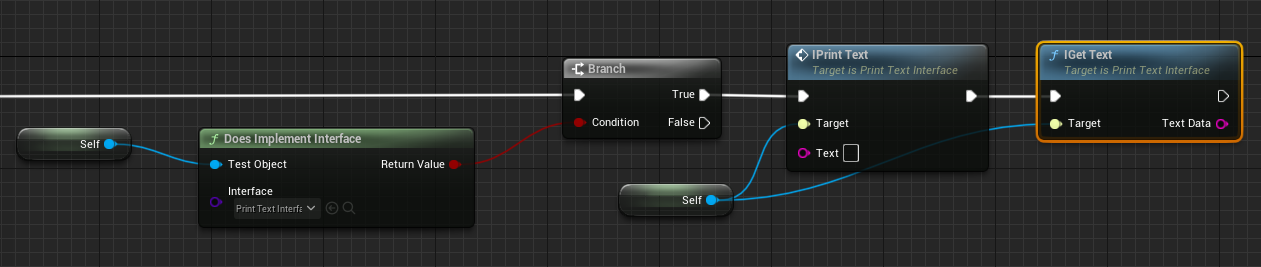 Self
Does Implement Interface
Test Object
Return Value
Interface
Print Text Interfa
Branch
True
Condition
False
Self
IPrint Text
Target is Print Text Interface
Target
Text
IGet Text
Target is Print Text Interface
Target
Text Data